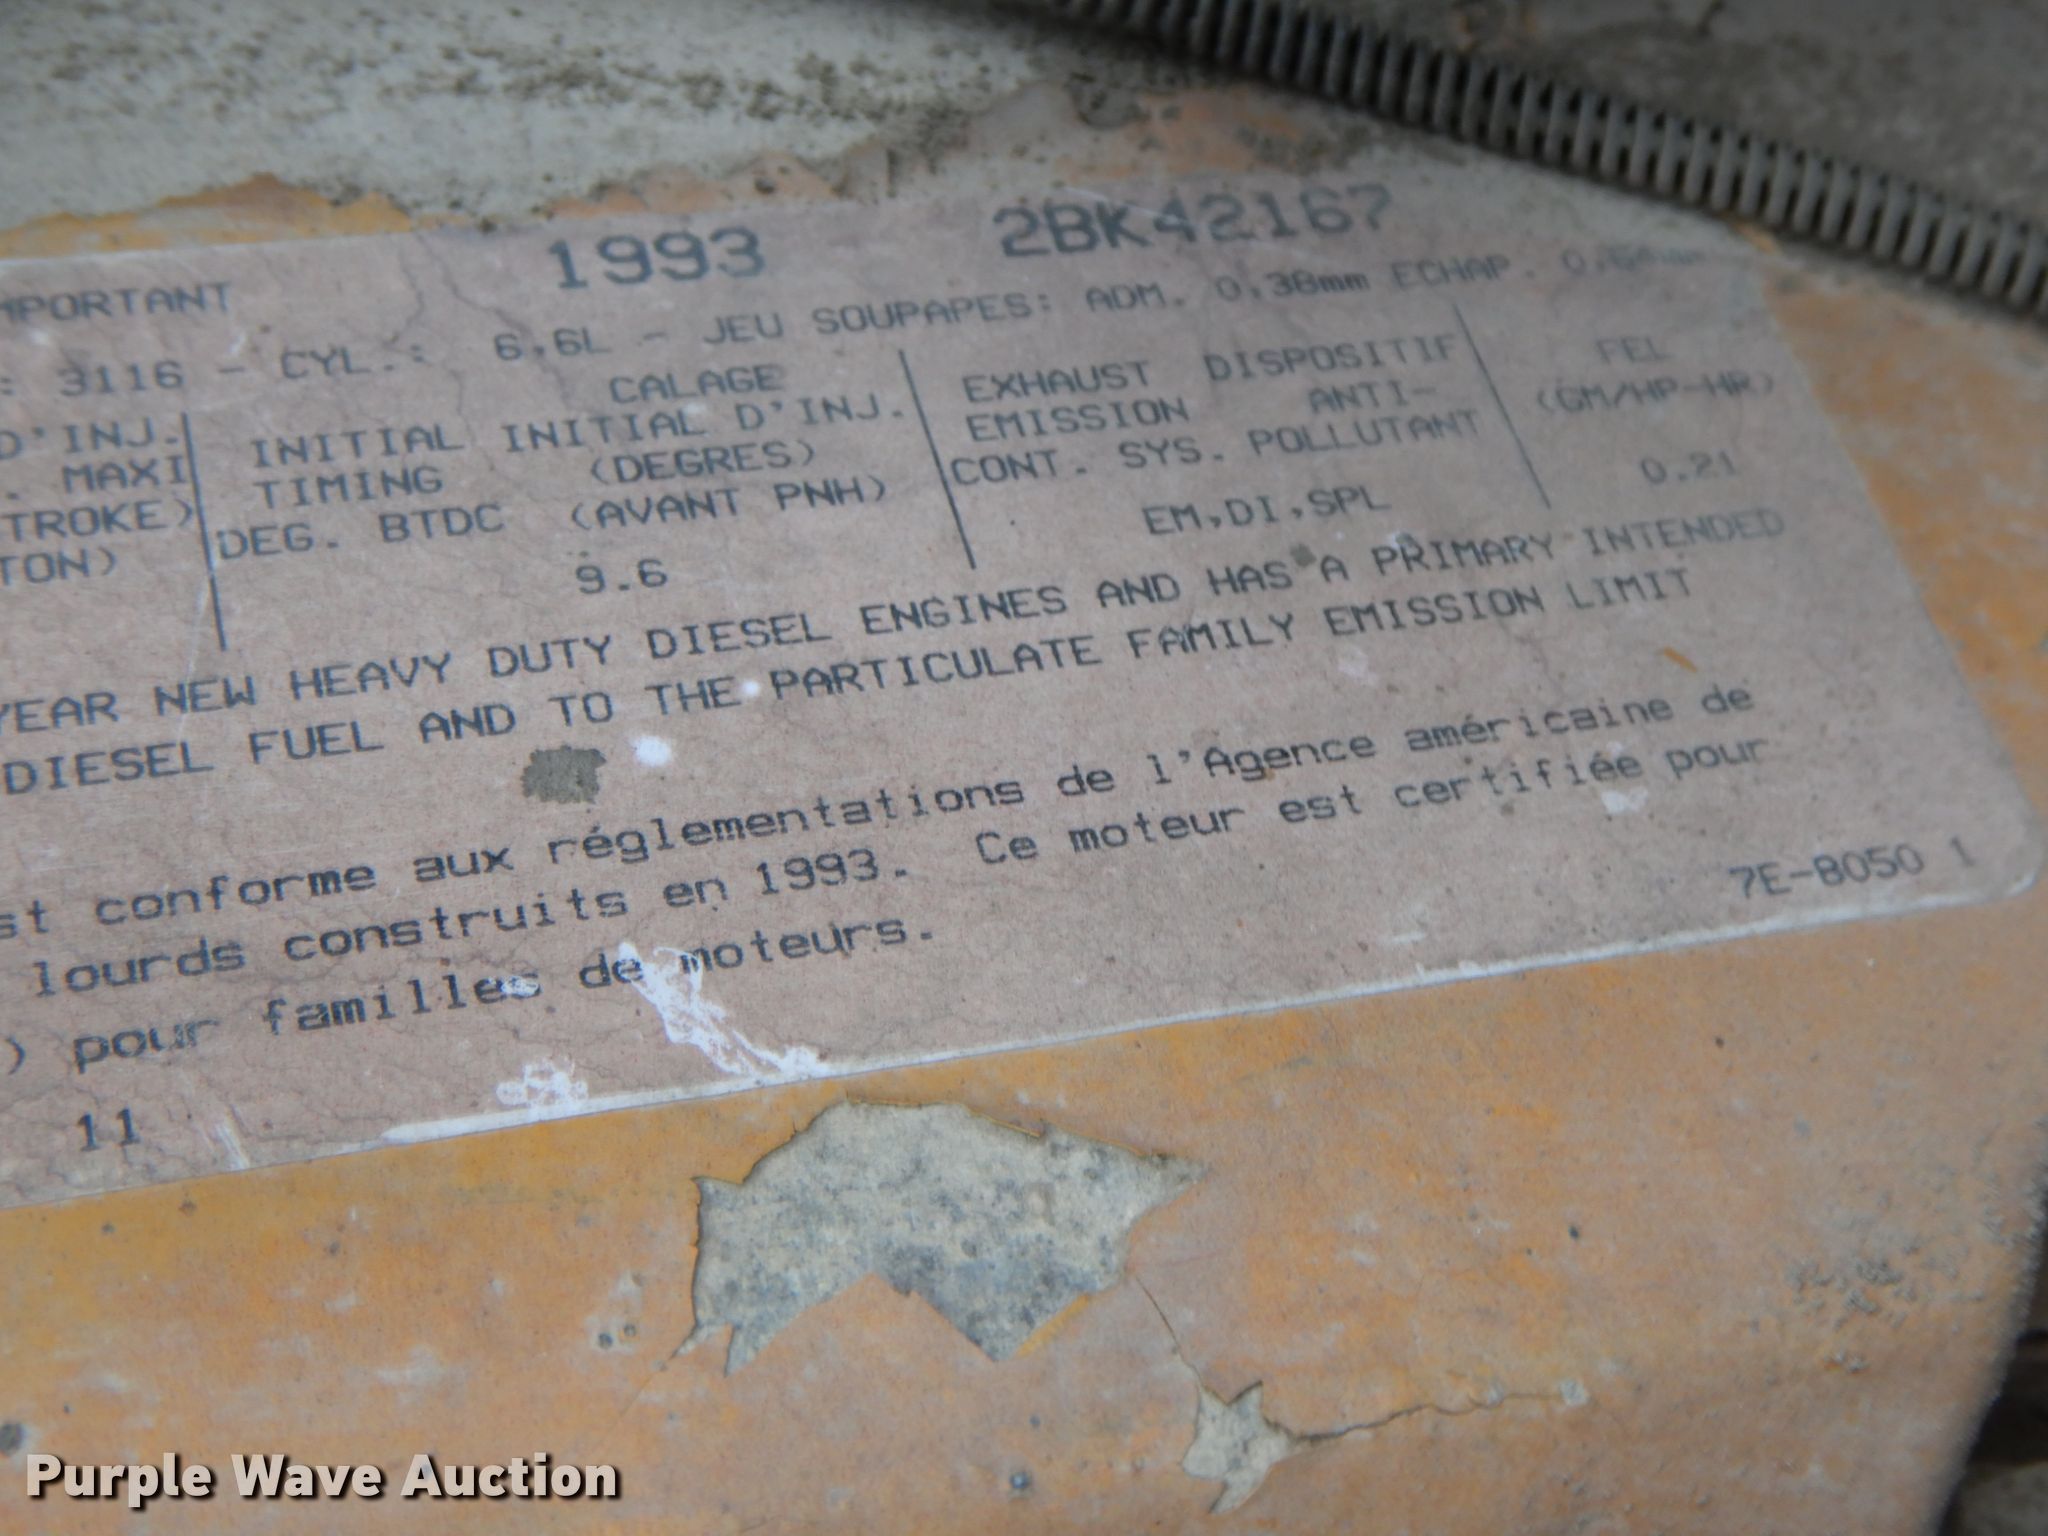 MPORTANT 1993 2BK42167
: 3116 - CYL.: 6.6L - JEU SOUPAPES: ADM. 0.38mm ECHAP.
CALAGE EXHAUST DISPOSITIF FEL
D'INJ. INITIAL INITIAL D'INJ. EMISSION ANTI- (GM/HP-HR)
. MAXI TIMING (DEGRES) CONT. SYS. POLLUTANT
TROKE) DEG. BTDC (AVANT PNH) EM,DI,SPL 0.21
TON) 9.6
YEAR NEW HEAVY DUTY DIESEL ENGINES AND HAS A PRIMARY INTENDED
DIESEL FUEL AND TO THE PARTICULATE FAMILY EMISSION LIMIT
st conforme aux réglementations de l'Agence américaine de
lourds construits en 1993. Ce moteur est certifiée pour
) pour familles de moteurs.
7E-8050 1
11
Purple Wave Auction